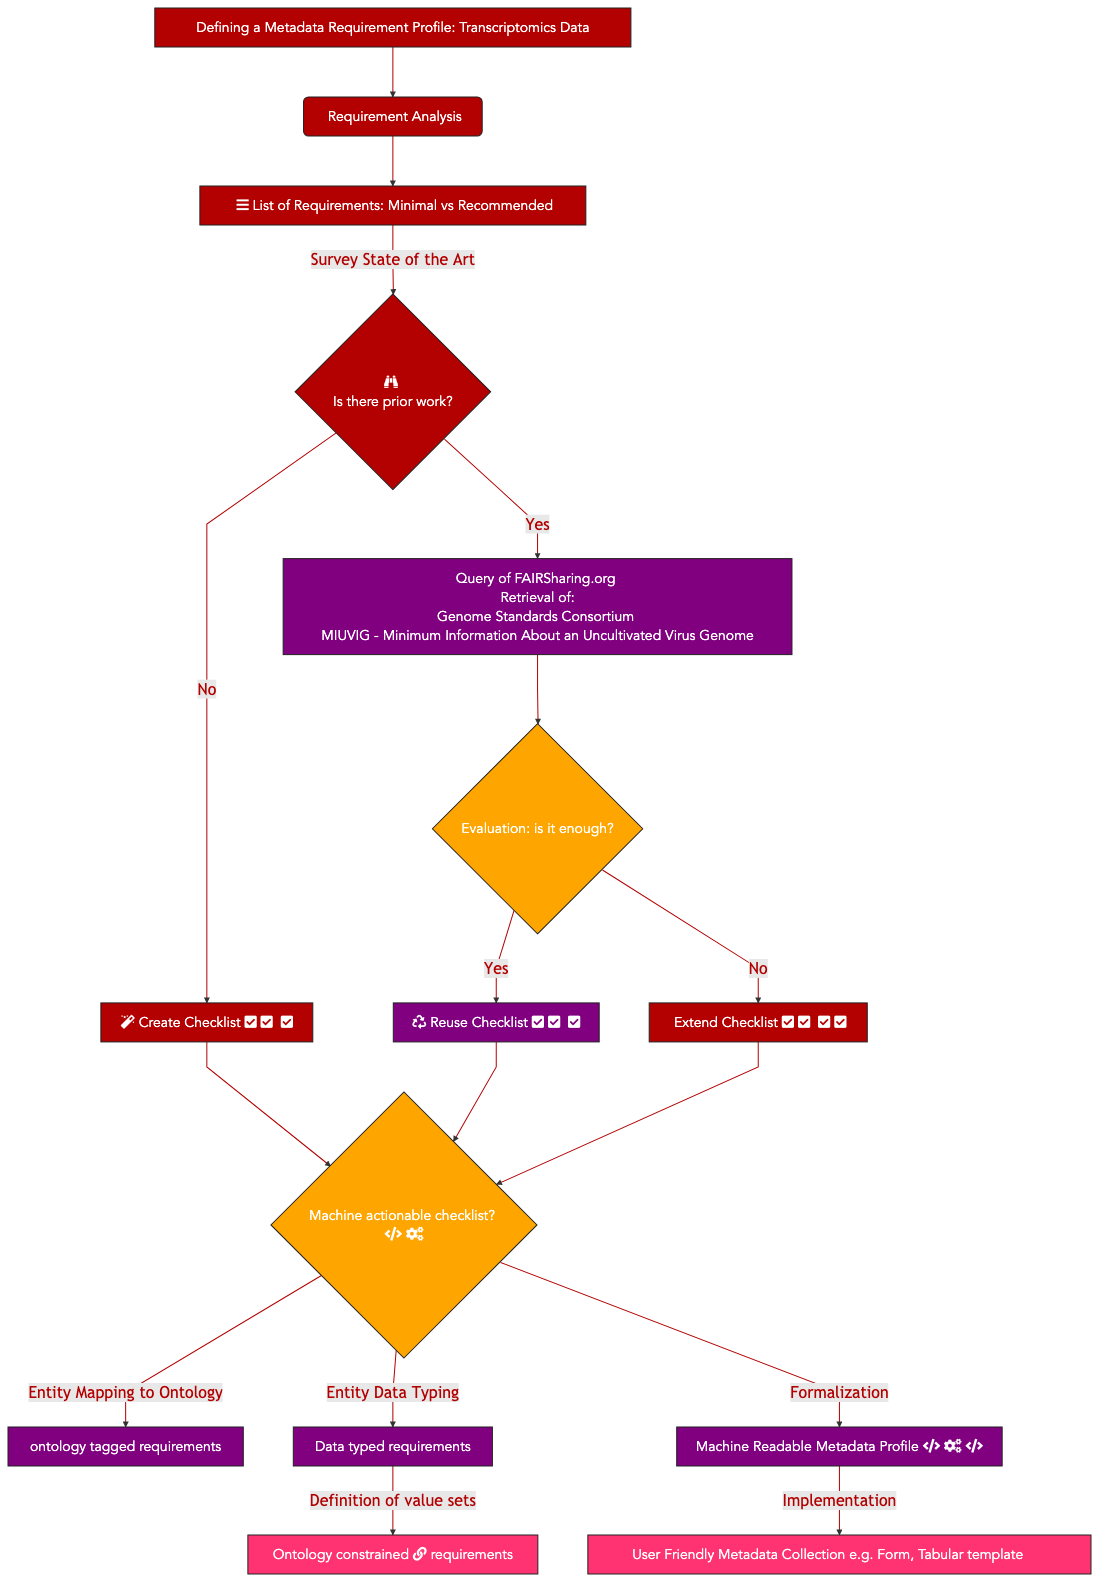 Defining a Metadata Requirement Profile: Transcriptomics Data
Requirement Analysis
List of Requirements: Minimal vs Recommended
Survey State of the Art
Is there prior work?
Yes
Query of FAIRSharing.org
Retrieval of:
Genome Standards Consortium
MIUVIG - Minimum Information About an Uncultivated Virus Genome
No
Evaluation: is it enough?
Yes
No
Create Checklist
Reuse Checklist
Extend Checklist
Machine actionable checklist?
Entity Mapping to Ontology
Entity Data Typing
Formalization
ontology tagged requirements
Data typed requirements
Machine Readable Metadata Profile
Definition of value sets
Implementation
Ontology constrained requirements
User Friendly Metadata Collection e.g. Form, Tabular template